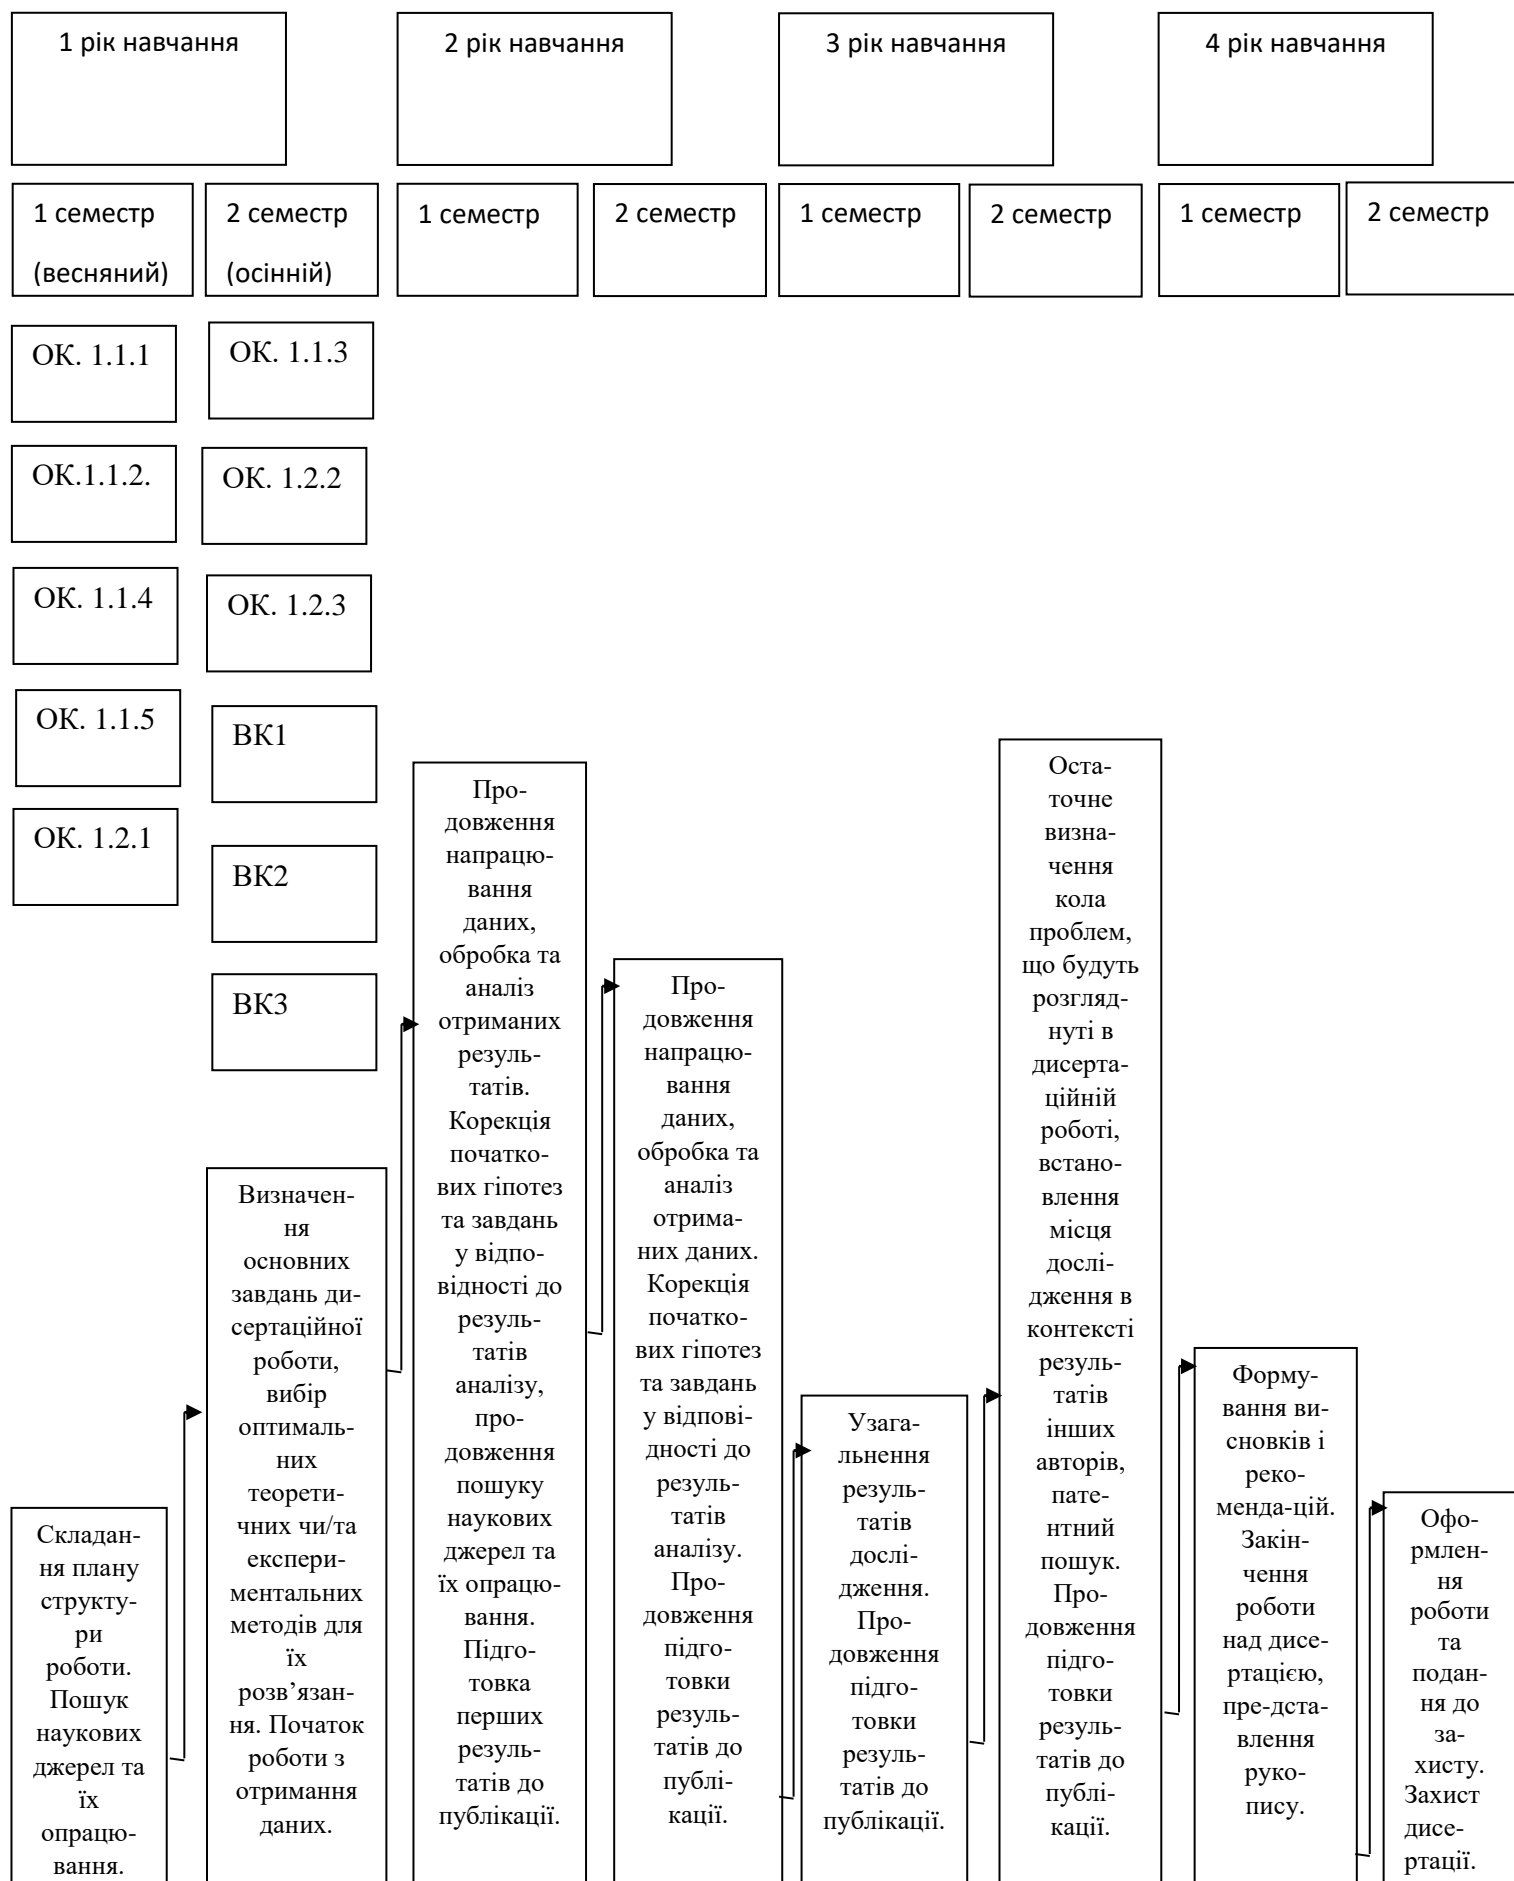 1 рік навчання
2 рік навчання
3 рік навчання
4 рік навчання
1 семестр
(весняний)
2 семестр
(осінній)
1 семестр
2 семестр
1 семестр
2 семестр
1 семестр
2 семестр
ОК. 1.1.1
ОК.1.1.2.
ОК. 1.1.4
ОК. 1.1.5
ОК. 1.2.1
ОК. 1.1.3
ОК. 1.2.2
ОК. 1.2.3
ВК1
ВК2
ВК3
Складан-
ня плану
структу-
ри
роботи.
Пошук
наукових
джерел та
їх
опрацю-
вання.
Визначен-
ня
основних
завдань ди-
сертаційної
роботи,
вибір
оптималь-
них
теорети-
чних чи/та
експери-
ментальних
методів для
їх
розв’язан-
ня. Початок
роботи з
отримання
даних.
Про-
довження
напрацю-
вання
даних,
обробка та
аналіз
отриманих
резуль-
татів.
Корекція
початко-
вих гіпотез
та завдань
у відпо-
відності до
резуль-
татів
аналізу,
про-
довження
пошуку
наукових
джерел та
їх опрацю-
вання.
Підго-
товка
перших
резуль-
татів до
публікації.
Про-
довження
напрацю-
вання
даних,
обробка та
аналіз
отрима-
них даних.
Корекція
початко-
вих гіпотез
та завдань
у відпові-
дності до
резуль-
татів
аналізу.
Про-
довження
підго-
товки
резуль-
татів до
публі-
кації.
Узага-
льнення
резуль-
татів
дослі-
дження.
Про-
довження
підго-
товки
резуль-
татів до
публікації.
Оста-
точне
визна-
чення
кола
проблем,
що будуть
розгляд-
нуті в
дисерта-
ційній
роботі,
встано-
влення
місця
дослі-
дження в
контексті
резуль-
татів
інших
авторів,
пате-
нтний
пошук.
Про-
довження
підго-
товки
резуль-
татів до
публі-
кації.
Форму-
вання ви-
сновків і
реко-
менда-цій.
Закін-
чення
роботи
над дисе-
ртацією,
пре-дста-
влення
руко-
пису.
Офо-
рмлен-
ня
роботи
та
подан-
ня до
за-
хисту.
Захист
дисе-
ртації.